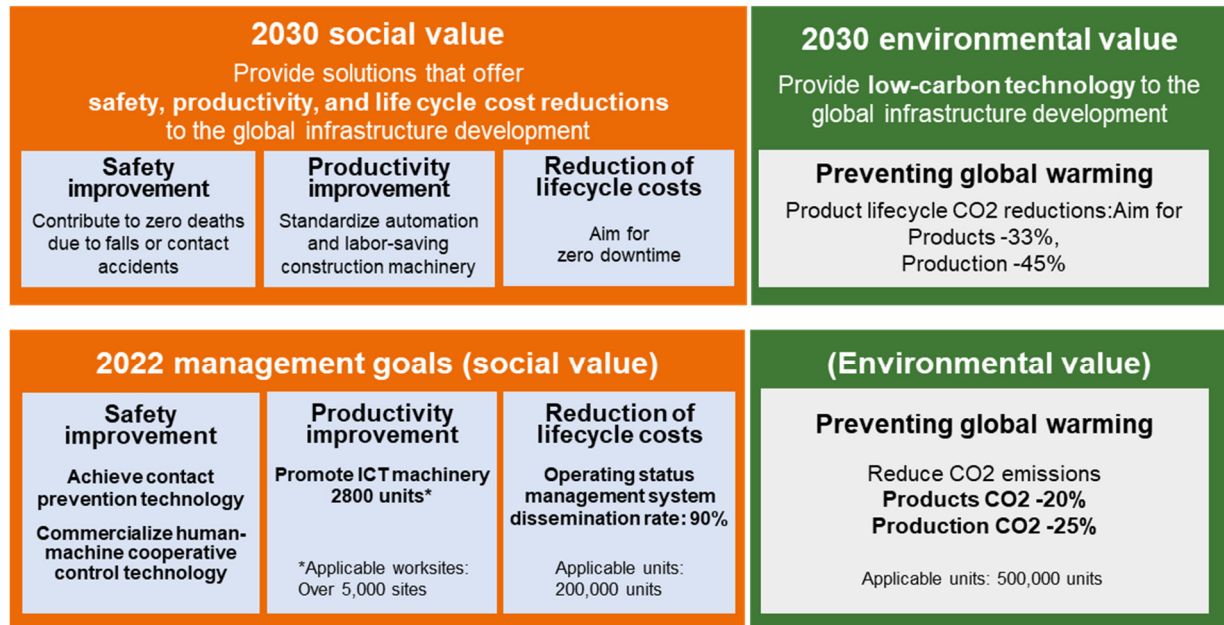 2030 social value
Provide solutions that offer
safety, productivity, and life cycle cost reductions
to the global infrastructure development
Safety
improvement
Contribute to zero deaths
due to falls or contact
accidents
Productivity
improvement
Standardize automation
and labor-saving
construction machinery
Reduction of
lifecycle costs
Aim for
zero downtime
2030 environmental value
Provide low-carbon technology to the
global infrastructure development
Preventing global warming
Product lifecycle CO2 reductions:Aim for
Products -33%,
Production -45%
2022 management goals (social value)
Safety
improvement
Achieve contact
prevention technology
Commercialize human-
machine cooperative
control technology
Productivity
improvement
Promote ICT machinery
2800 units*
*Applicable worksites:
Over 5,000 sites
Reduction of
lifecycle costs
Operating status
management system
dissemination rate: 90%
Applicable units:
200,000 units
(Environmental value)
Preventing global warming
Reduce CO2 emissions
Products CO2 -20%
Production CO2 -25%
Applicable units: 500,000 units